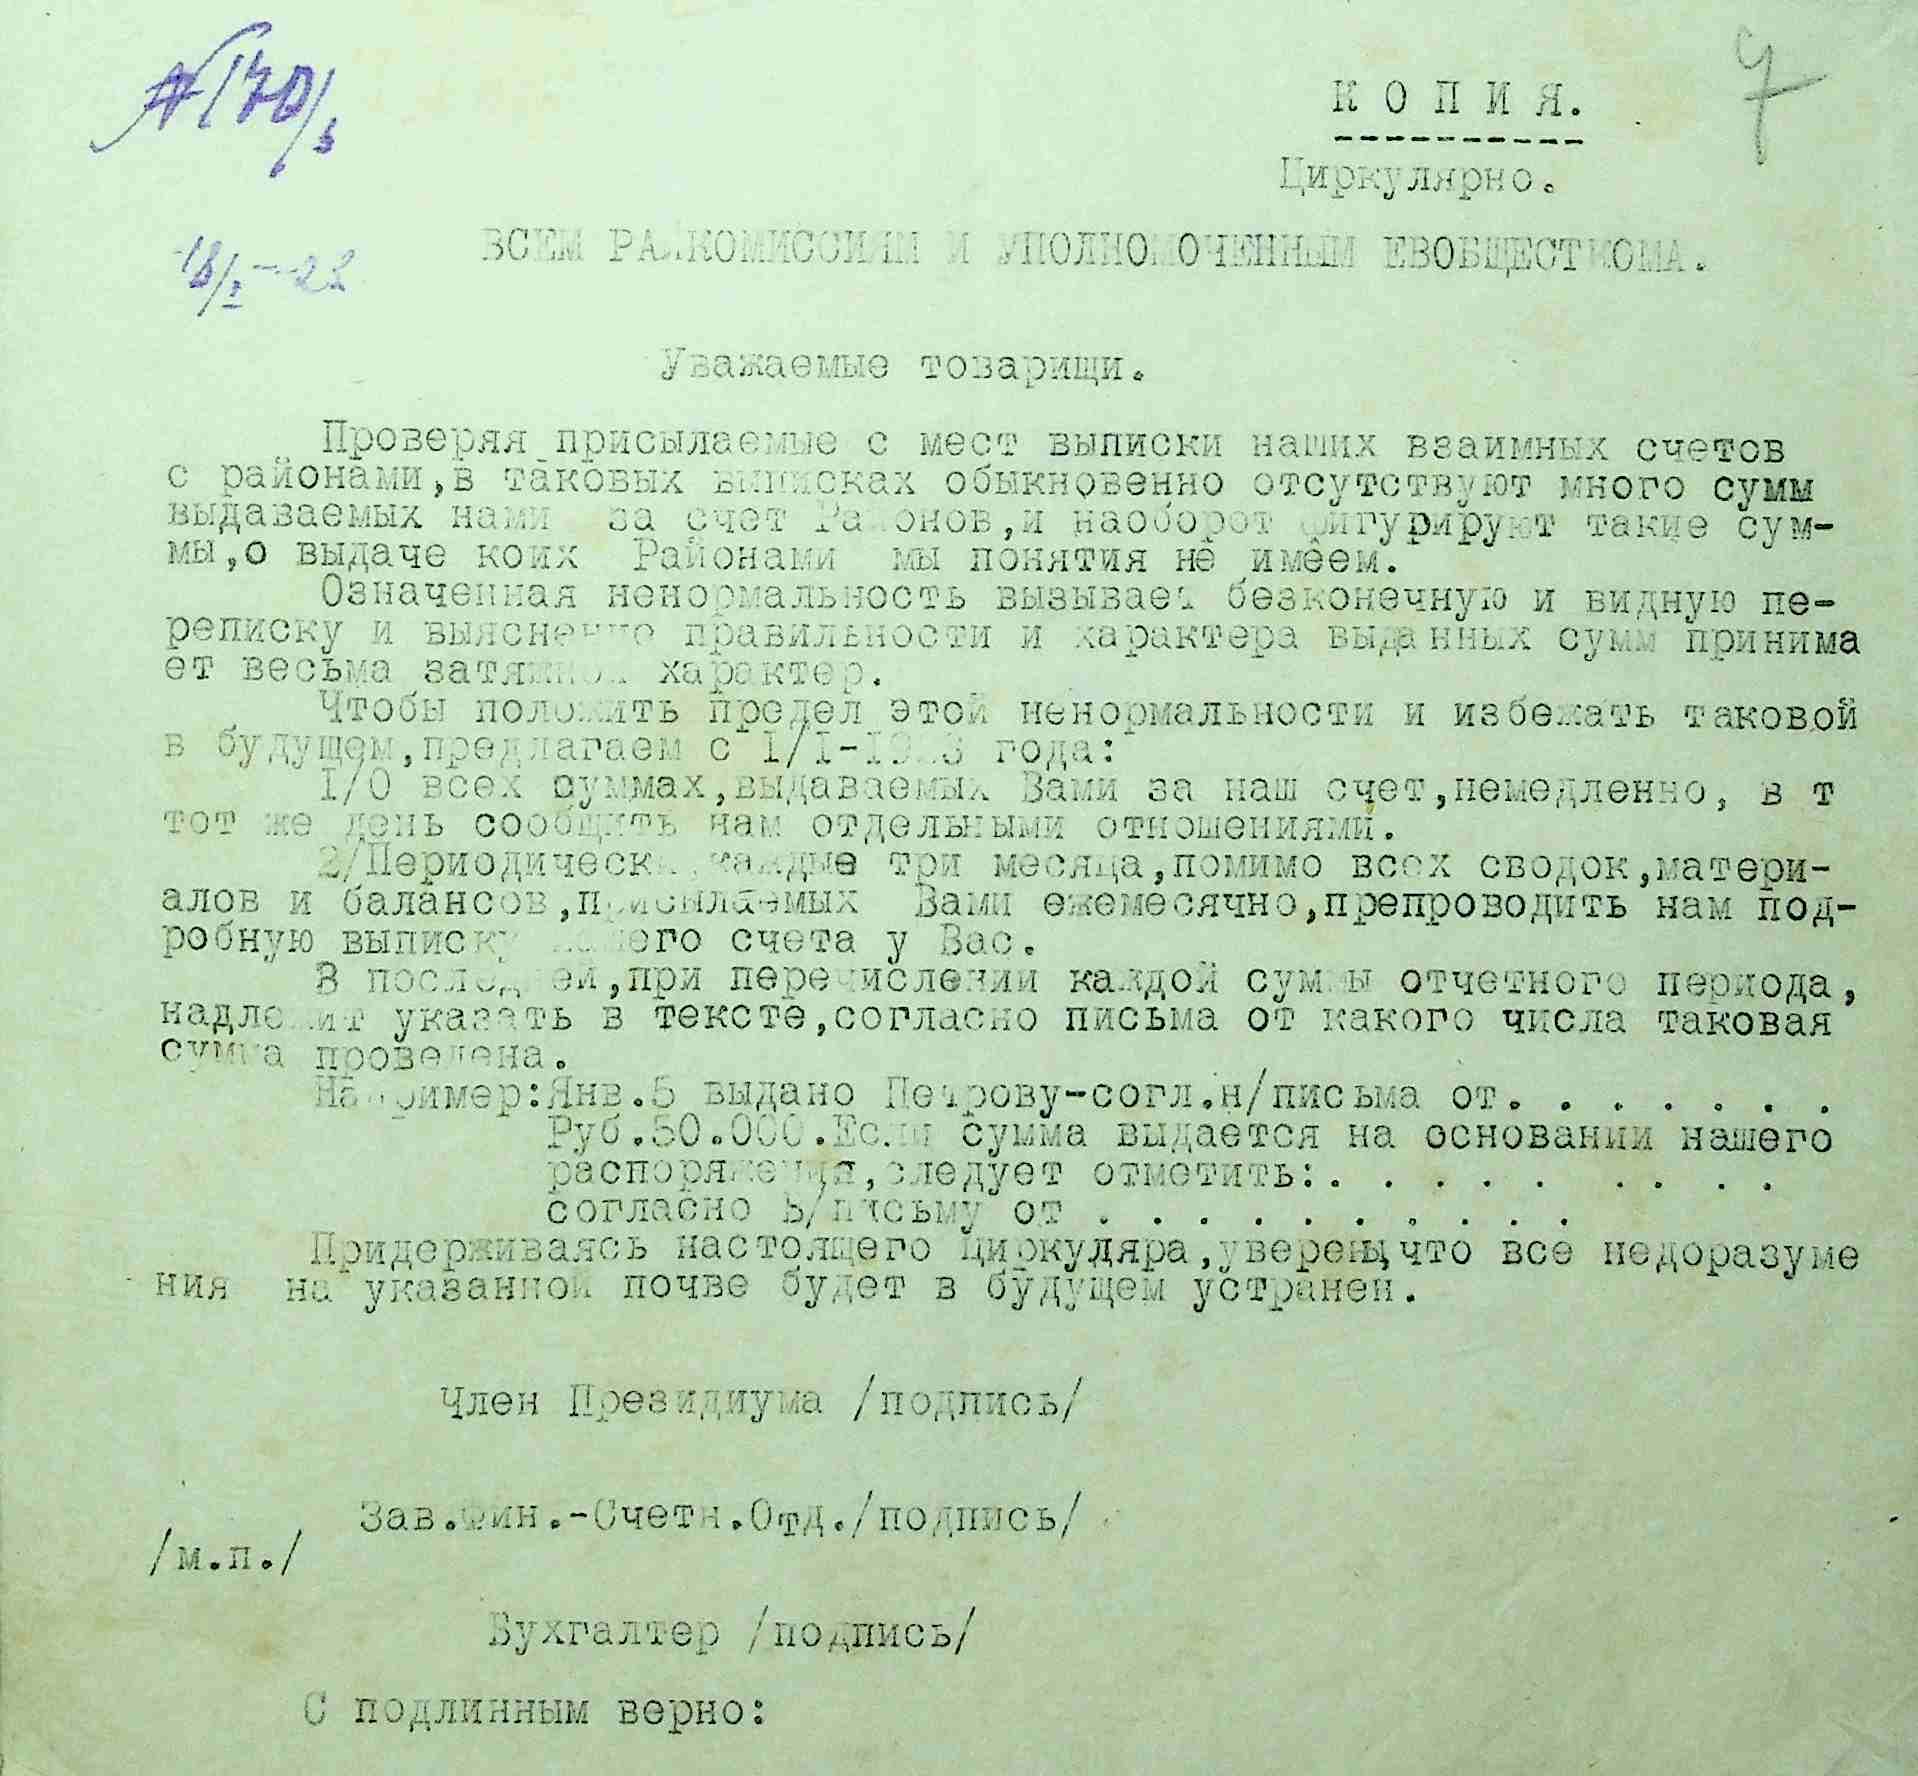 №170/в
7
КОПИЯ.
Циркулярно.
18/I-23
ВСЕМ РАЙКОМИССИЯМ И УПОЛНОМОЧЕННЫМ ЕВОБЩЕСТКОМА.
Уважаемые товарищи.
Проверяя присылаемые с мест выписки наших взаимных счетов
с районами,в таковых выписках обыкновенно отсутствуют много сумм
выдаваемых нами за счет Районов,и наоборот фигурируют такие сум-
мы,о выдаче коих Районами мы понятия не имеем.
Означенная ненормальность вызывает безконечную и видную пе-
реписку и выяснение правильности и характера выданных сумм принима
ет весьма затяжной характер.
Чтобы положить предел этой ненормальности и избежать таковой
в будущем,предлагаем с I/I-1923 года:
I/О всех суммах,выдаваемых Вами за наш счет,немедленно, в т
тот же день сообщить нам отдельными отношениями.
2/Периодически,каждые три месяца,помимо всех сводок,матери-
алов и балансов,присылаемых Вами ежемесячно,препроводить нам под-
робную выписку нашего счета у Вас.
В последней,при перечислении каждой суммы отчетного периода,
надлежит указать в тексте,согласно письма от какого числа таковая
сумма проведена.
Например:Янв.5 выдано Петрову-согл.н/письма от. . . . . . .
Руб.50.000.Если сумма выдается на основании нашего
распоряжения,следует отметить:. . . . . . . . .
согласно В/письму от . . . . . . . . . .
Придерживаясь настоящего циркуляра,уверены,что все недоразуме
ния на указанной почве будет в будущем устранен.
Член Президиума /подпись/
Зав.Фин.-Счетн.Отд./подпись/
/м.п./
Бухгалтер /подпись/
С подлинным верно: